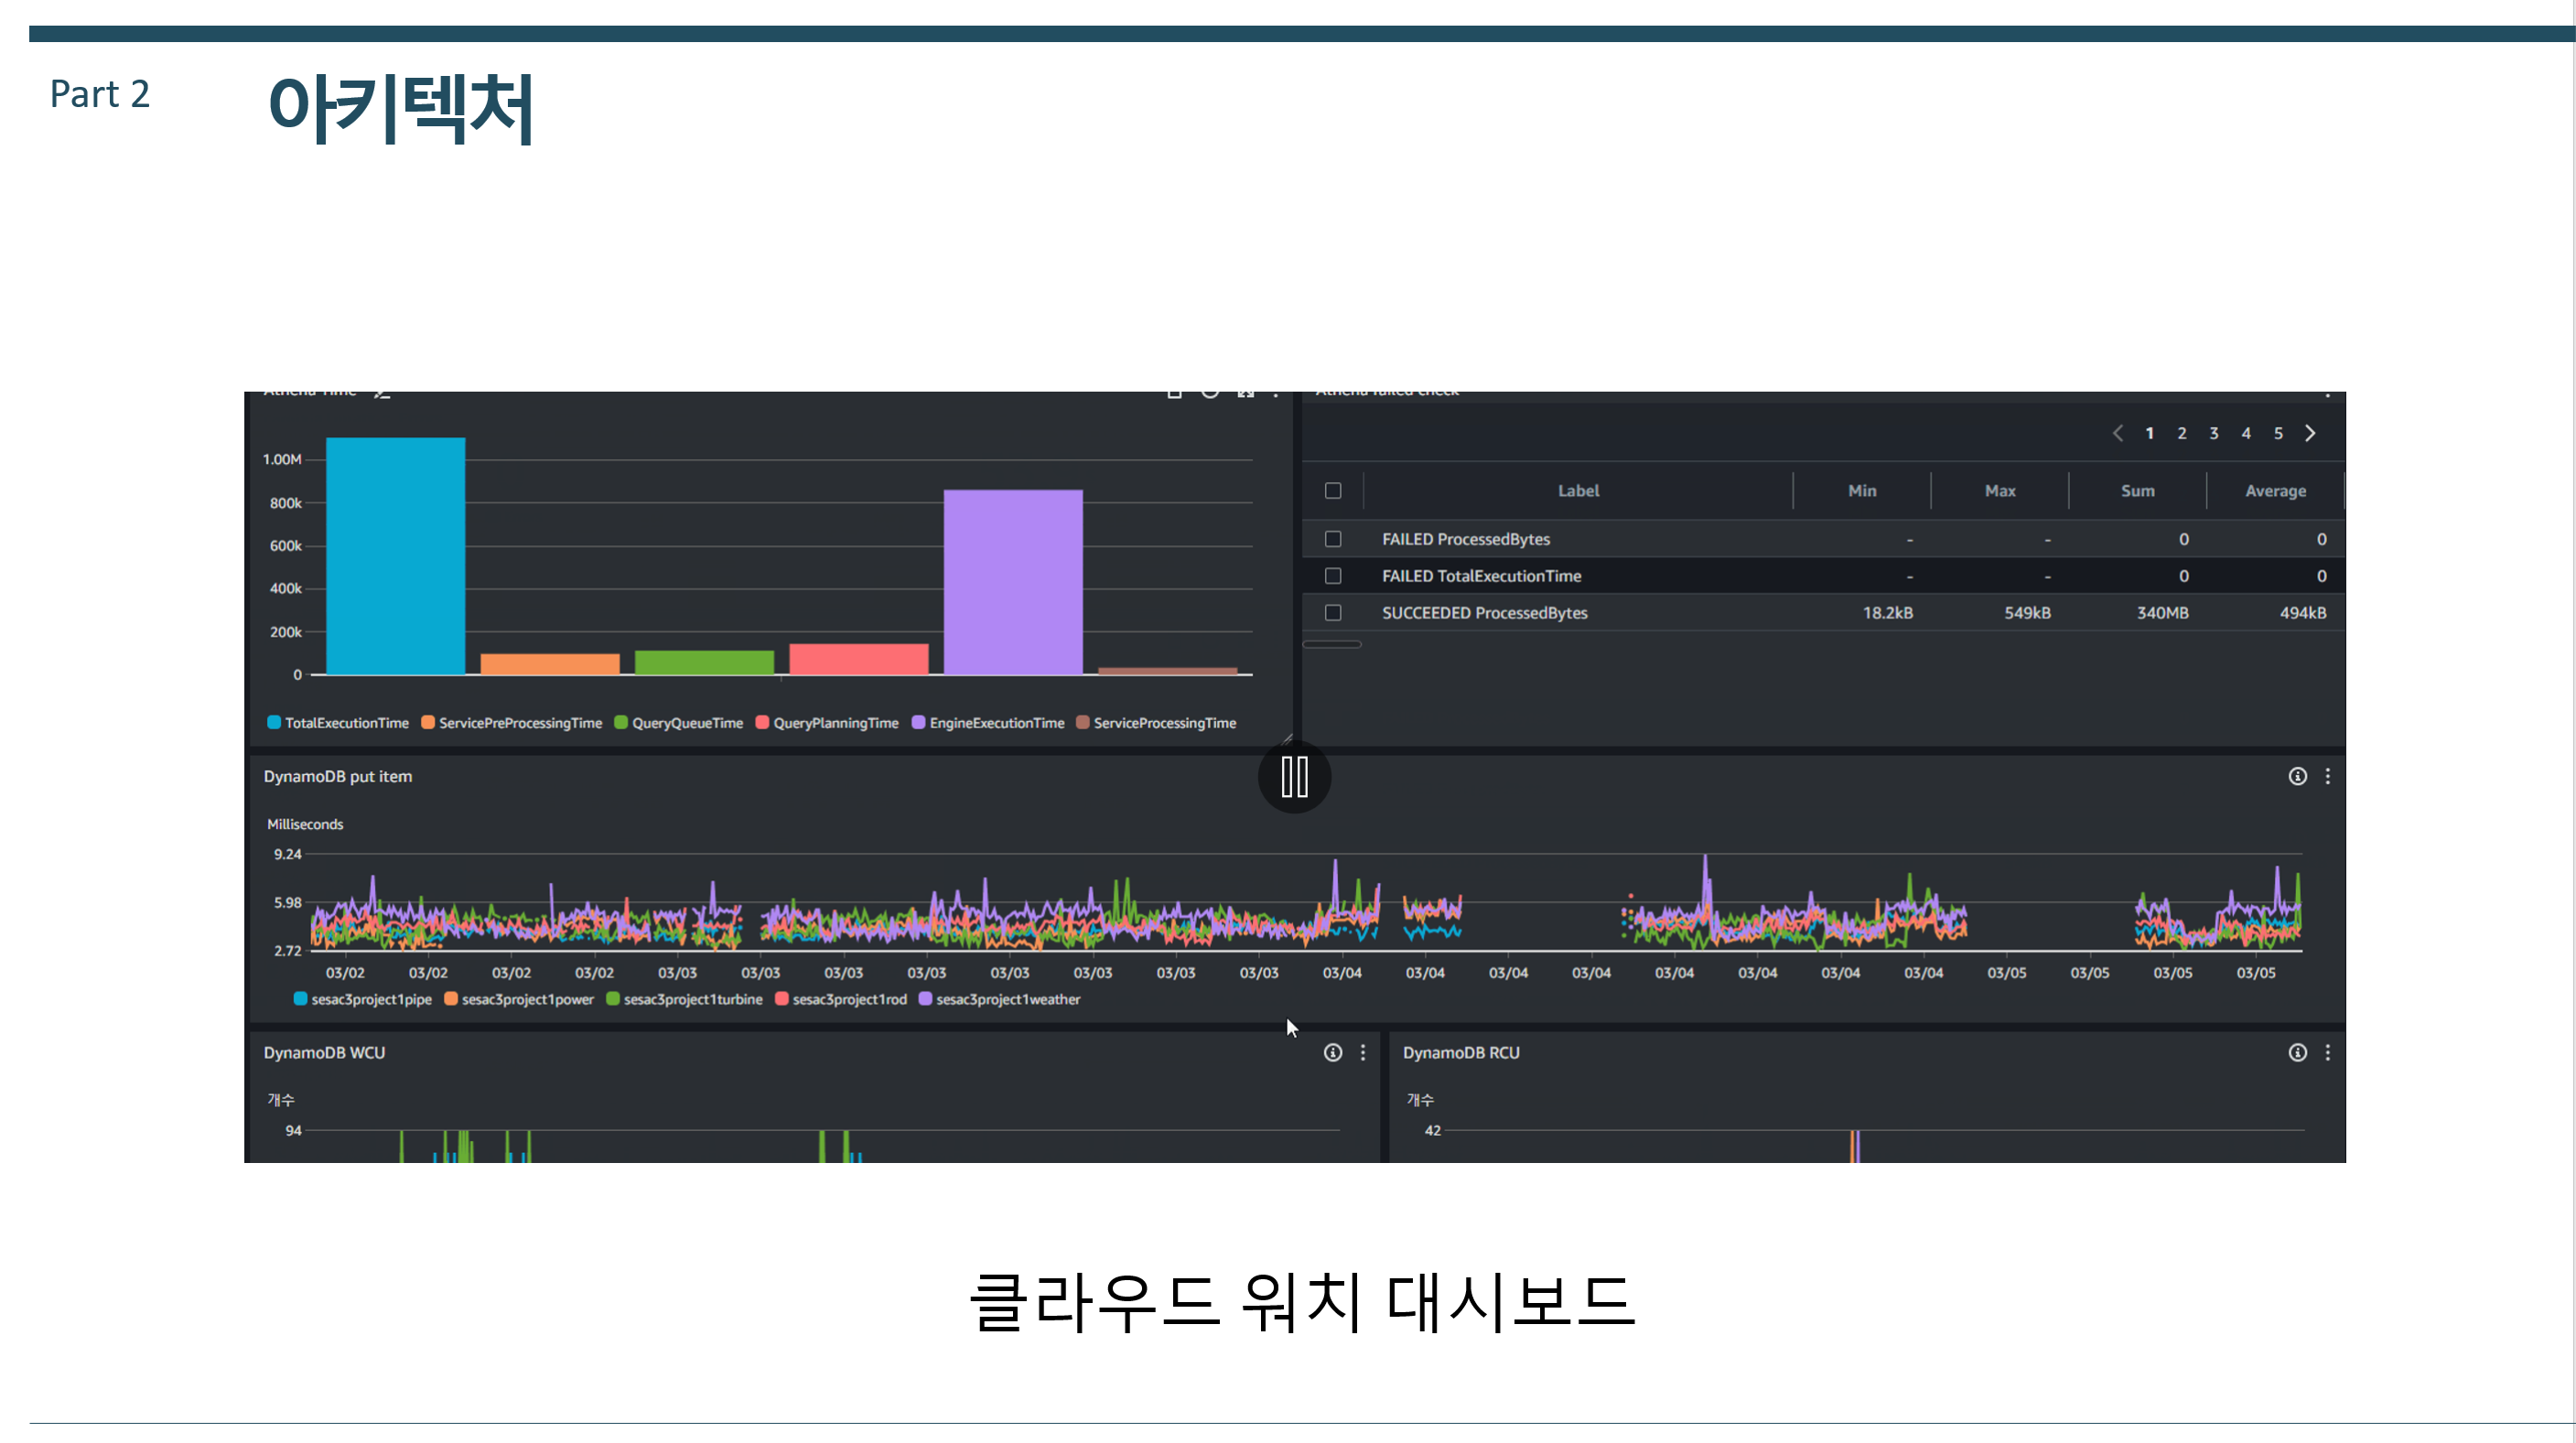 Part 2
아키텍처
Athena Time
Athena failed check
1 2 3 4 5
1.00M
800k
600k
400k
200k
0
TotalExecutionTime ServicePreProcessingTime QueryQueueTime QueryPlanningTime EngineExecutionTime ServiceProcessingTime
Label Min Max Sum Average
FAILED ProcessedBytes - - 0 0
FAILED TotalExecutionTime - - 0 0
SUCCEEDED ProcessedBytes 18.2kB 549kB 340MB 494kB
DynamoDB put item
Milliseconds
9.24
5.98
2.72
03/02 03/02 03/02 03/02 03/03 03/03 03/03 03/03 03/03 03/03 03/03 03/03 03/04 03/04 03/04 03/04 03/04 03/04 03/04 03/04 03/05 03/05 03/05 03/05
sesac3project1pipe sesac3project1power sesac3project1turbine sesac3project1rod sesac3project1weather
DynamoDB WCU
개수
94
DynamoDB RCU
개수
42
클라우드 워치 대시보드